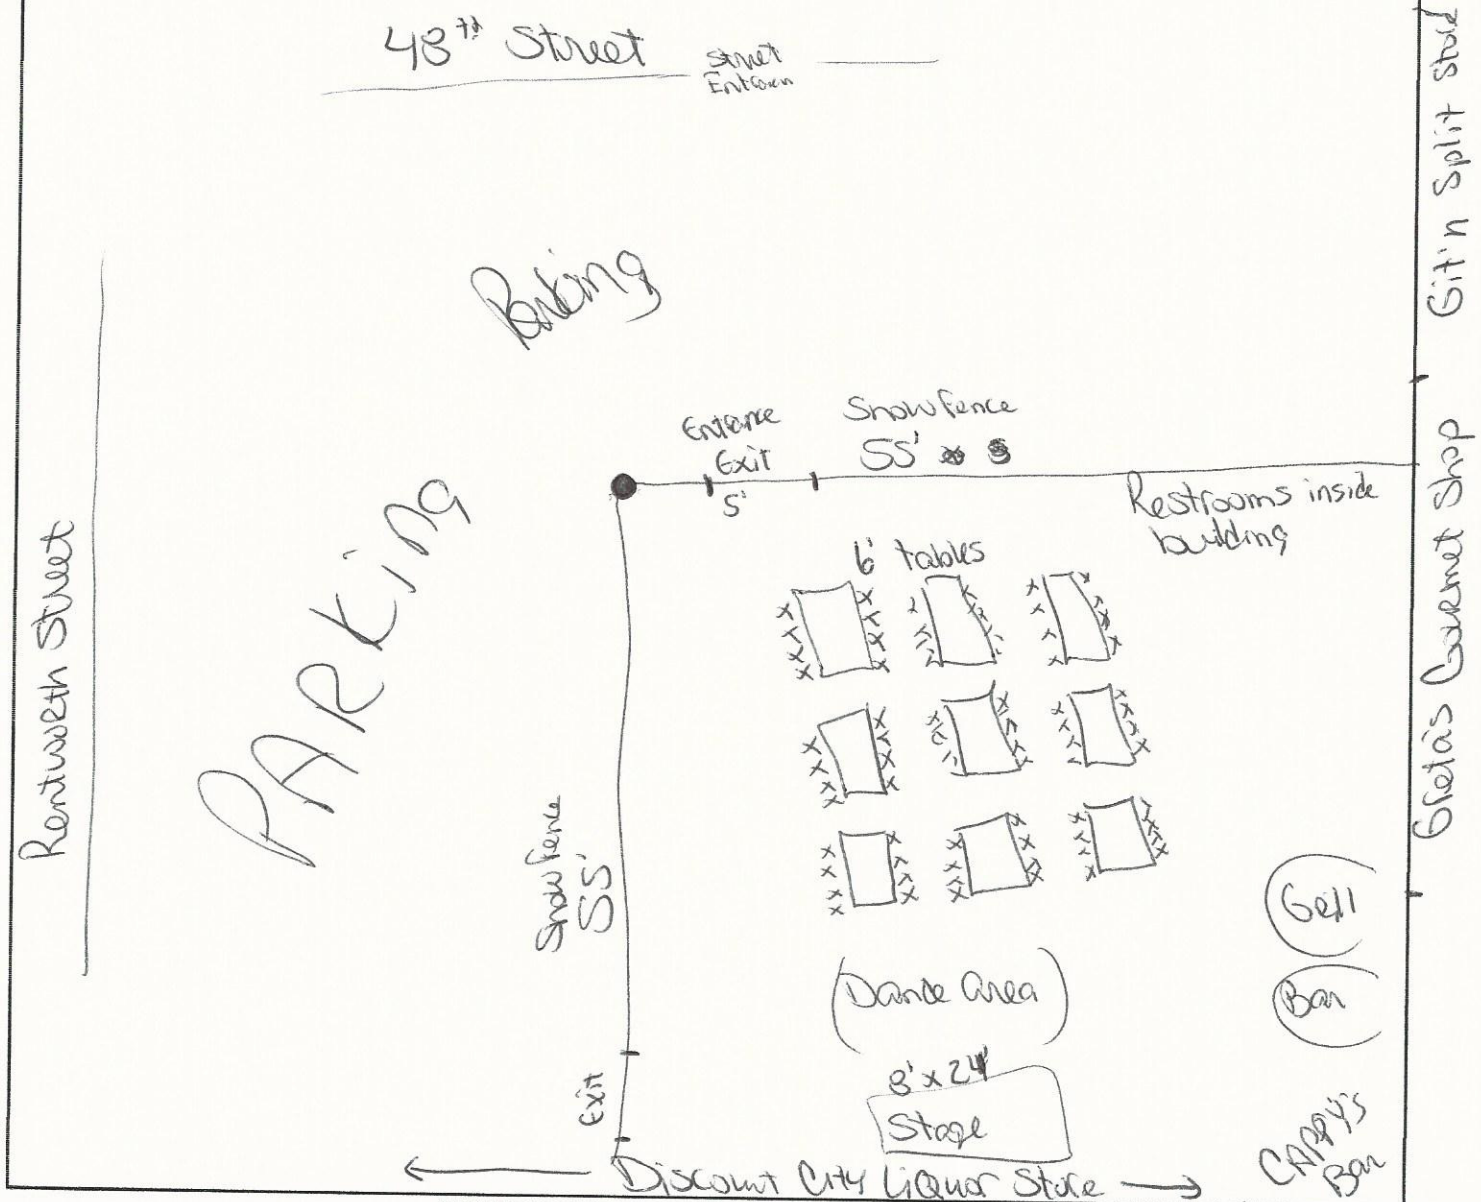 48th Street
Street
Entrance
Git'n Split Store
Parking
PARKing
Rentworth Street
Entrance
Exit
5'
Snow Fence
55'
Restrooms inside
building
6' tables
Greta's Gourmet Shop
Snow Fence
55'
Grill
Bar
(Dance Area)
8' x 24'
Stage
Exit
CAPPY'S
Bar
Discount City Liquor Store